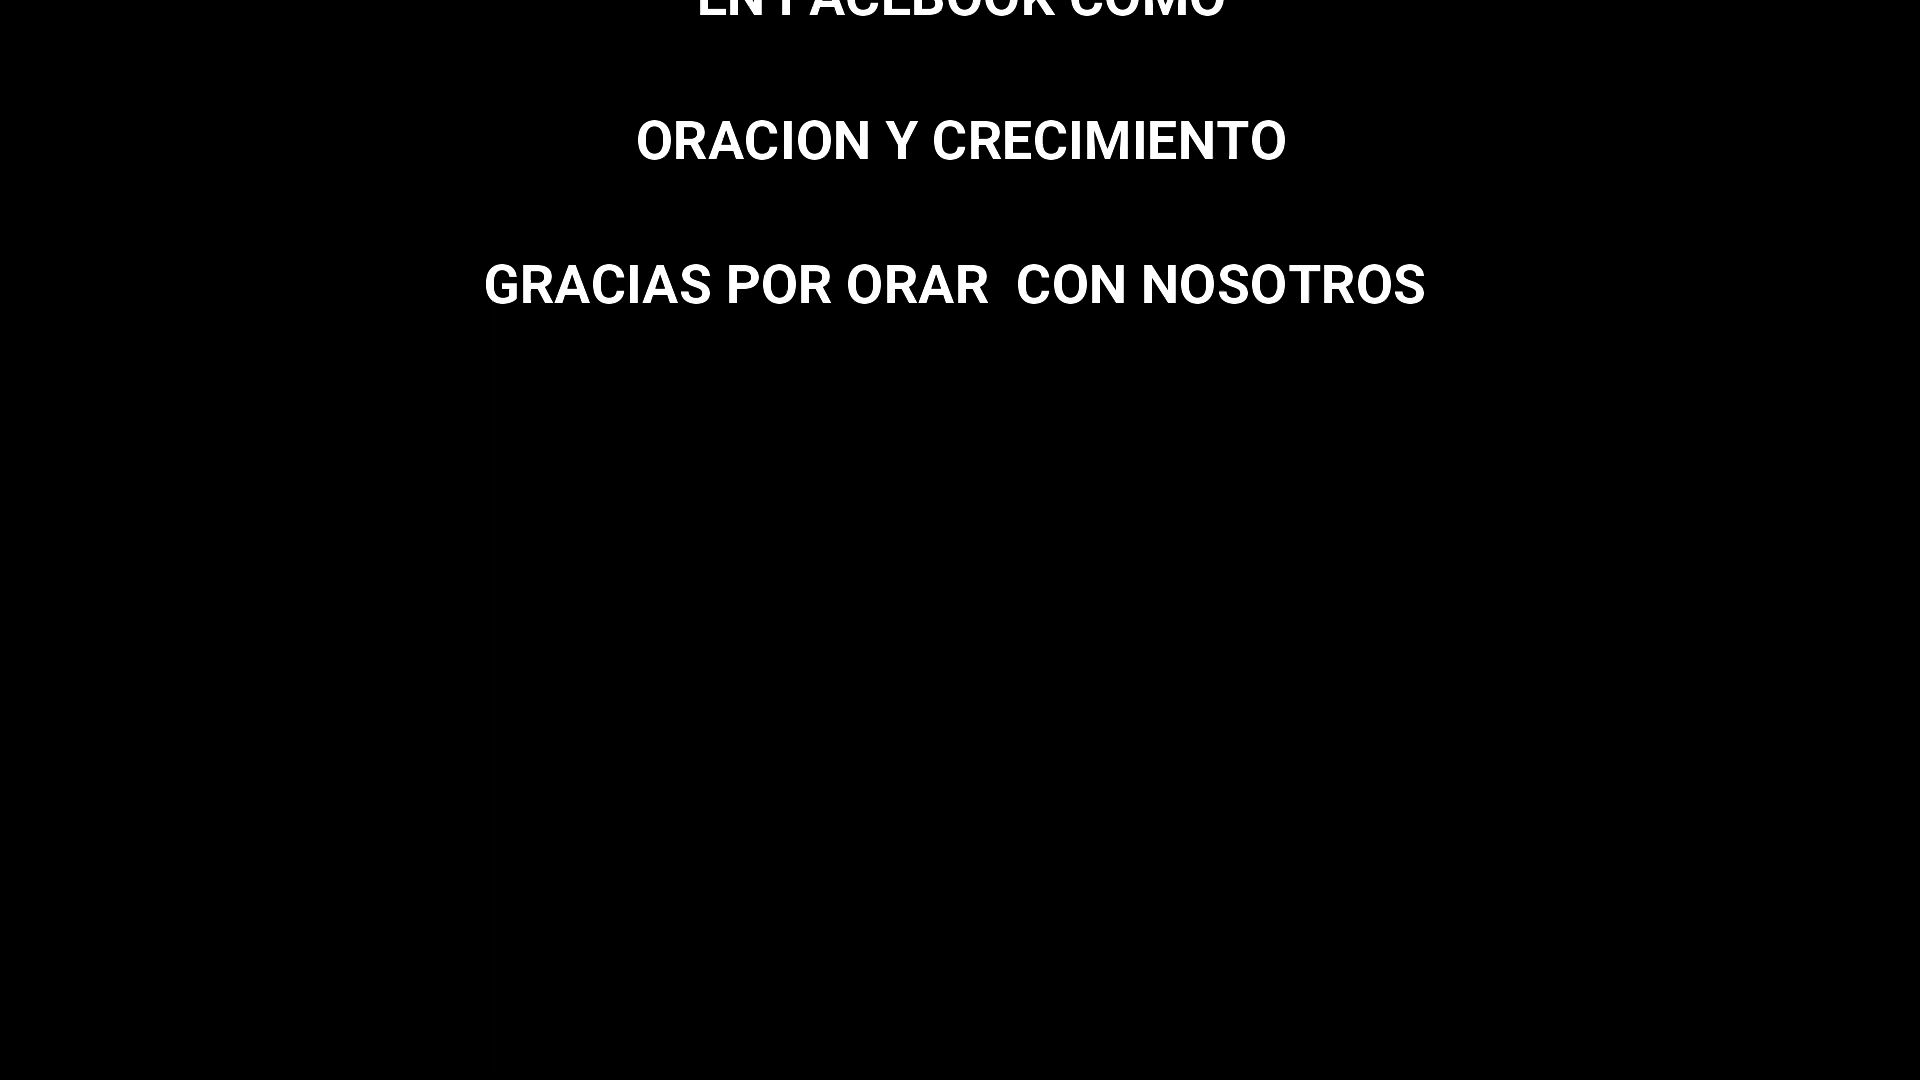 EN FACEBOOK COMO
ORACION Y CRECIMIENTO
GRACIAS POR ORAR  CON NOSOTROS